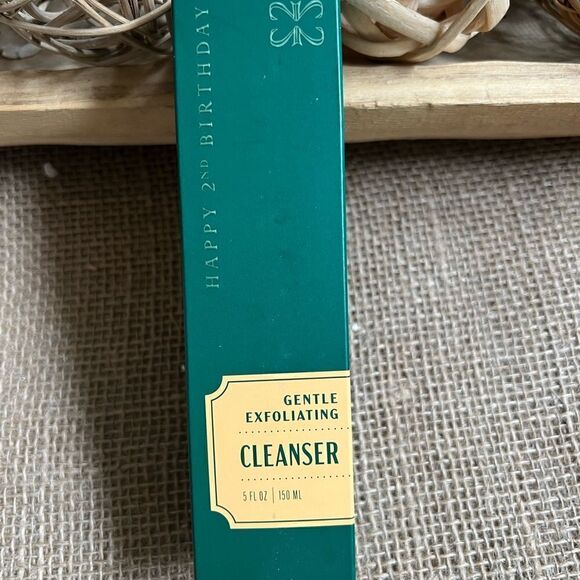 HAPPY 2ND BIRTHDAY
GENTLE
EXFOLIATING
CLEANSER
5 FL OZ | 150 ML